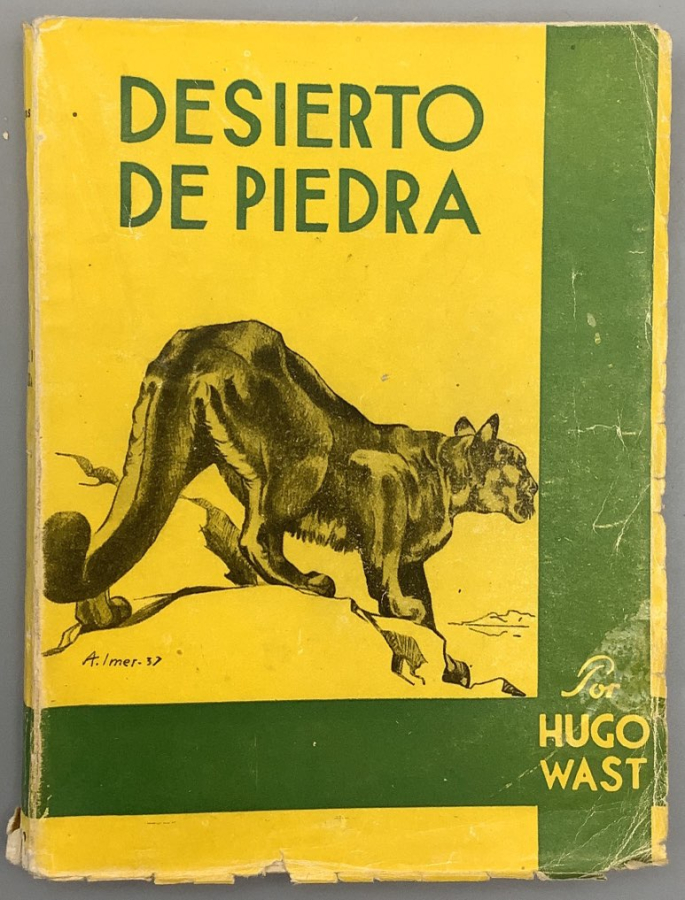 DESIERTO
DE PIEDRA
A. Imer-37
Por
HUGO
WAST